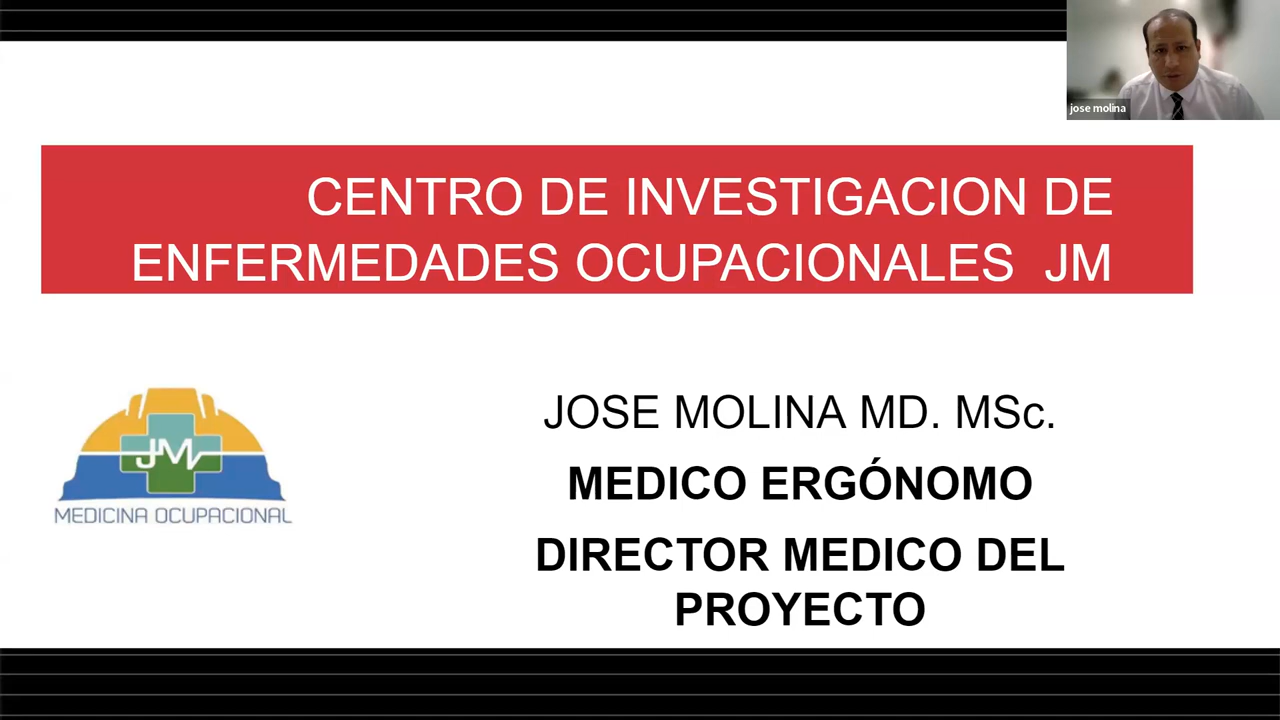 jose molina
CENTRO DE INVESTIGACION DE
ENFERMEDADES OCUPACIONALES JM
JM
MEDICINA OCUPACIONAL
JOSE MOLINA MD. MSc.
MEDICO ERGÓNOMO
DIRECTOR MEDICO DEL
PROYECTO